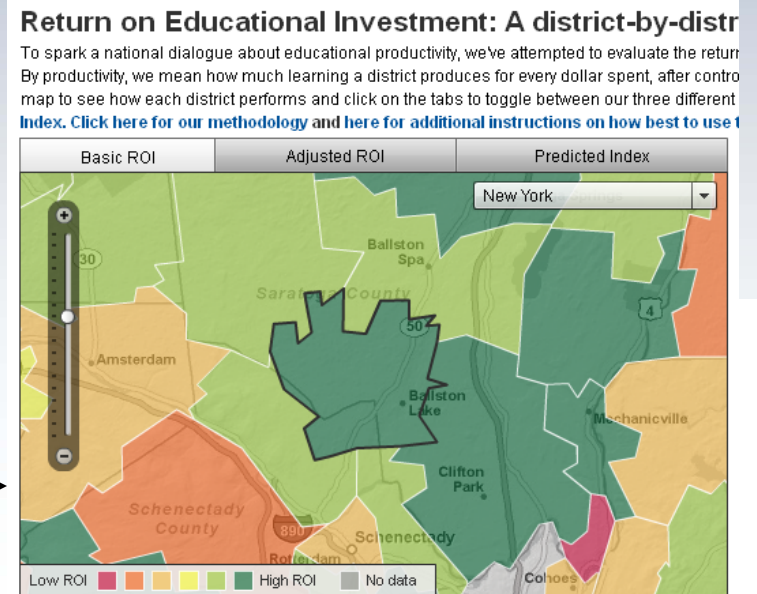 Return on Educational Investment: A district-by-distr
To spark a national dialogue about educational productivity, we've attempted to evaluate the return
By productivity, we mean how much learning a district produces for every dollar spent, after contro
map to see how each district performs and click on the tabs to toggle between our three different
Index. Click here for our methodology and here for additional instructions on how best to use t
Basic ROI Adjusted ROI Predicted Index
New York
Ballston
Spa
30
Saratoga County
50
4
Amsterdam
Ballston
Lake
Mechanicville
Clifton
Park
Schenectady
County
890
Schenectady
Rotterdam
Cohoes
Low ROI High ROI No data